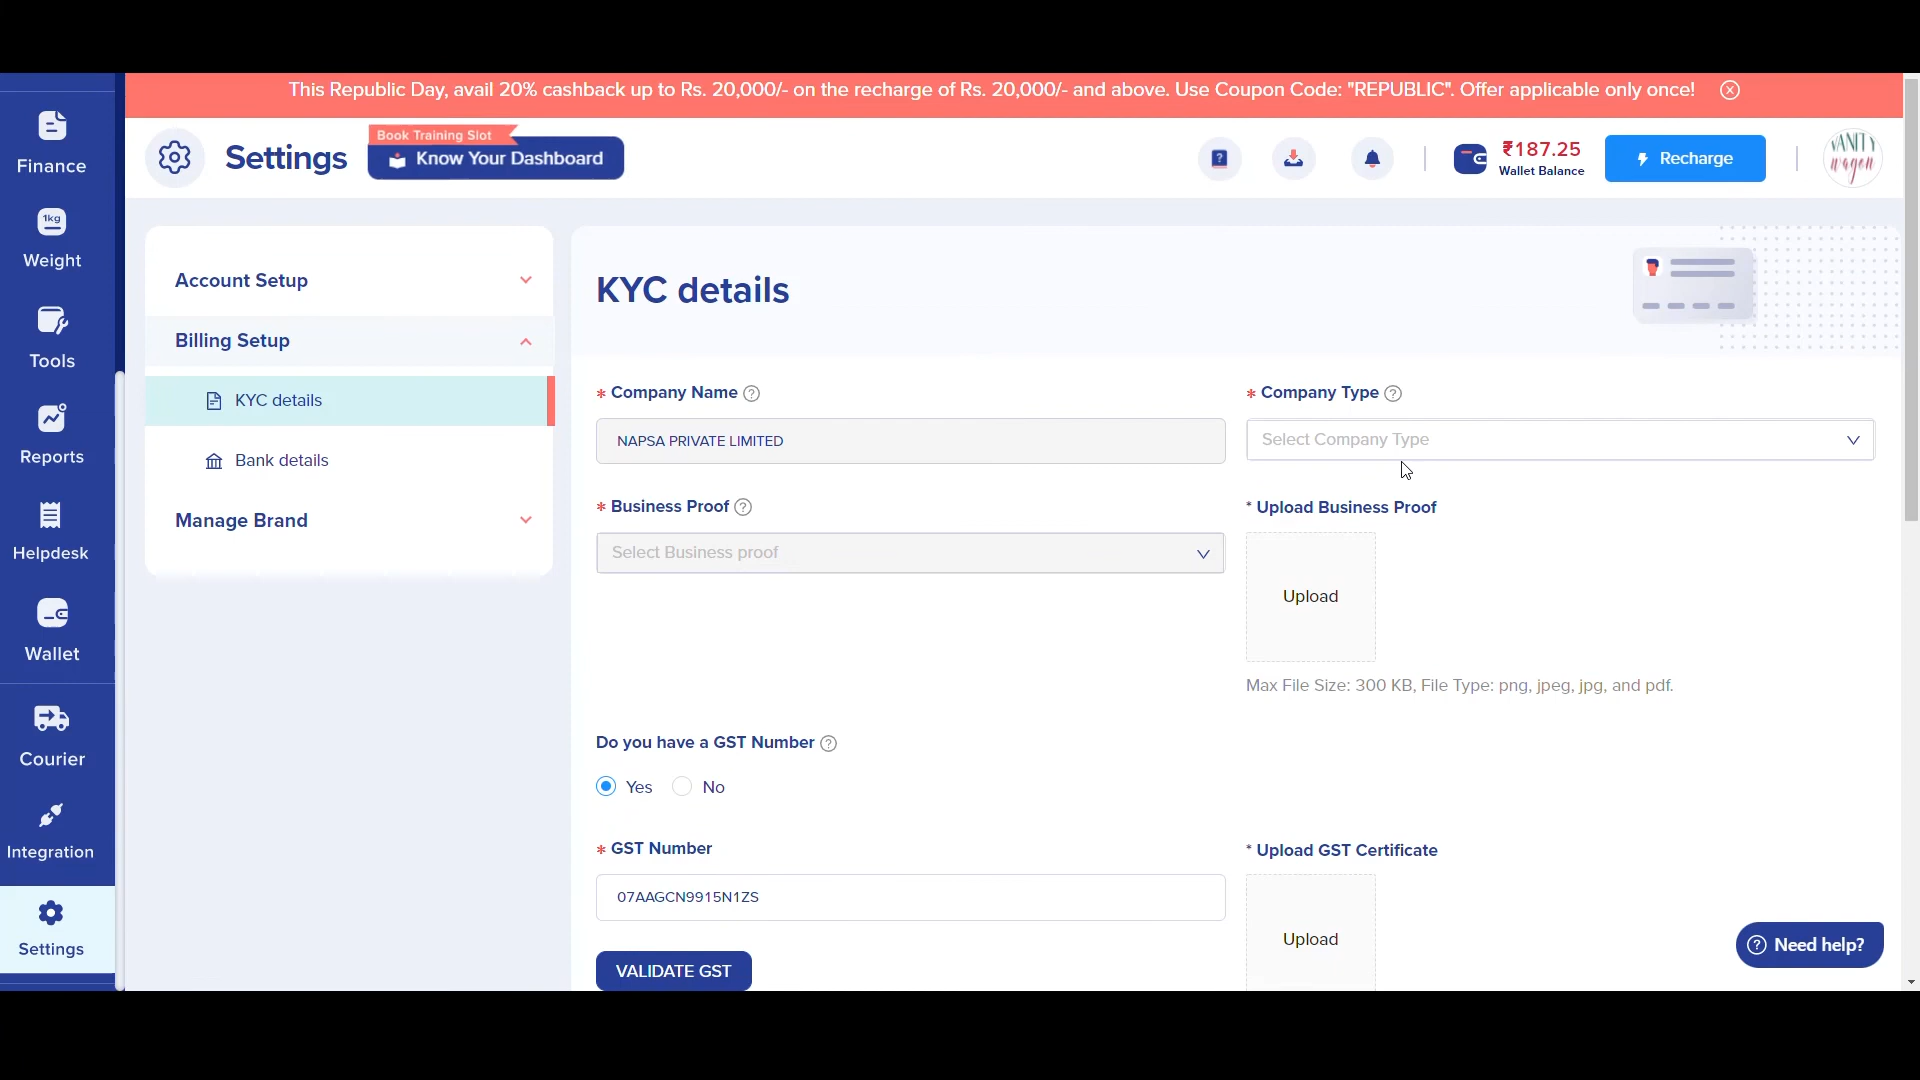 This Republic Day, avail 20% cashback up to Rs. 20,000/- on the recharge of Rs. 20,000/- and above. Use Coupon Code: "REPUBLIC". Offer applicable only once!
Finance
Settings
Book Training Slot
Know Your Dashboard
₹187.25
Wallet Balance
Recharge
VANITY
wagon
1kg
Weight
Account Setup
KYC details
Billing Setup
Tools
KYC details
* Company Name ?
* Company Type ?
NAPSA PRIVATE LIMITED
Select Company Type
Reports
Bank details
Manage Brand
* Business Proof ?
* Upload Business Proof
Helpdesk
Select Business proof
Upload
Wallet
Max File Size: 300 KB, File Type: png, jpeg, jpg, and pdf.
Courier
Do you have a GST Number ?
Yes
No
Integration
* GST Number
* Upload GST Certificate
07AAGCN9915N1ZS
Settings
Upload
? Need help?
VALIDATE GST